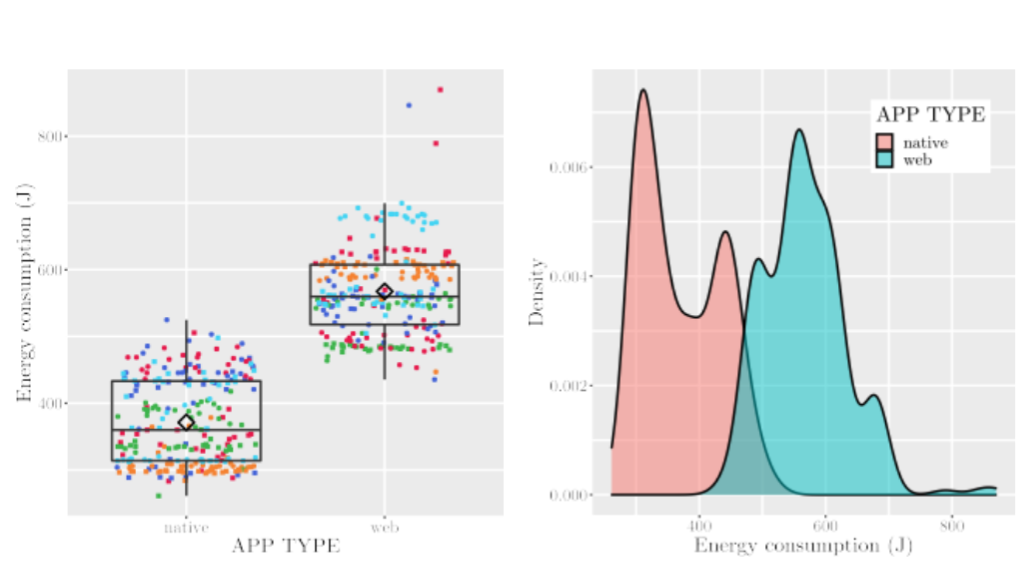 Energy consumption (J)
800
600
400
native
web
APP TYPE
Density
0.006
0.004
0.002
0.000
APP TYPE
native
web
400
600
800
Energy consumption (J)